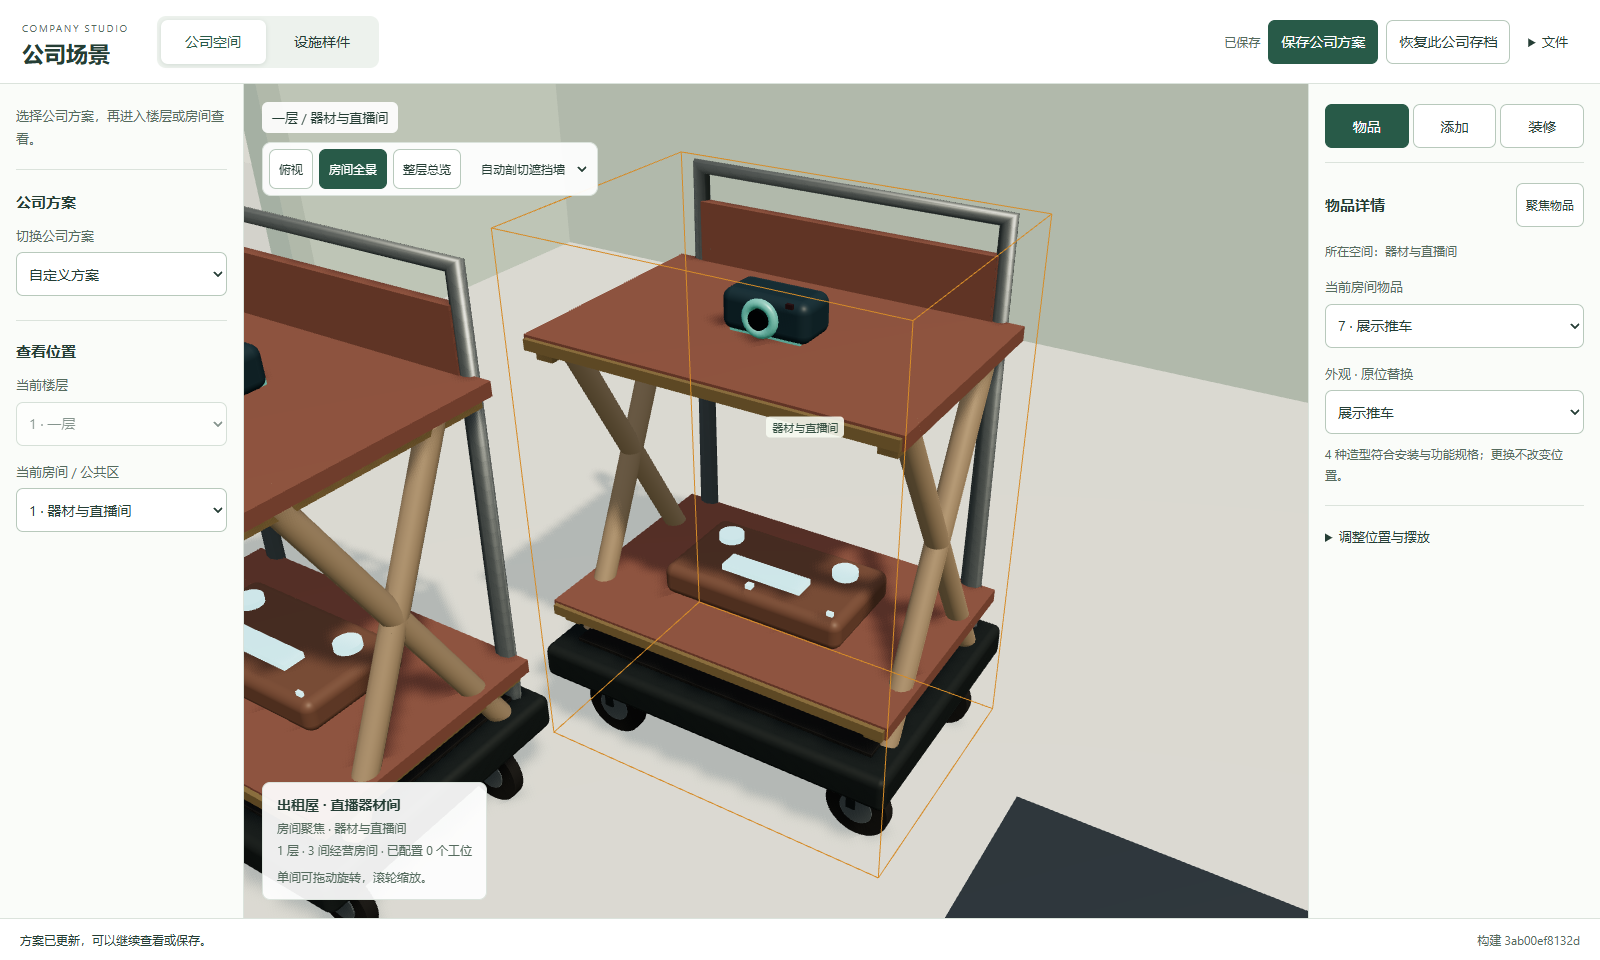 COMPANY STUDIO
公司场景
公司空间
设施样件
已保存
保存公司方案
恢复此公司存档
文件
选择公司方案，再进入楼层或房间查
看。
公司方案
切换公司方案
自定义方案
查看位置
当前楼层
1 · 一层
当前房间 / 公共区
1 · 器材与直播间
一层 / 器材与直播间
俯视
房间全景
整层总览
自动剖切遮挡墙
器材与直播间
出租屋 · 直播器材间
房间聚焦 · 器材与直播间
1 层 · 3 间经营房间 · 已配置 0 个工位
单间可拖动旋转，滚轮缩放。
物品
添加
装修
物品详情
聚焦物品
所在空间：器材与直播间
当前房间物品
7 · 展示推车
外观 · 原位替换
展示推车
4 种造型符合安装与功能规格；更换不改变位
置。
调整位置与摆放
方案已更新，可以继续查看或保存。
构建 3ab00ef8132d